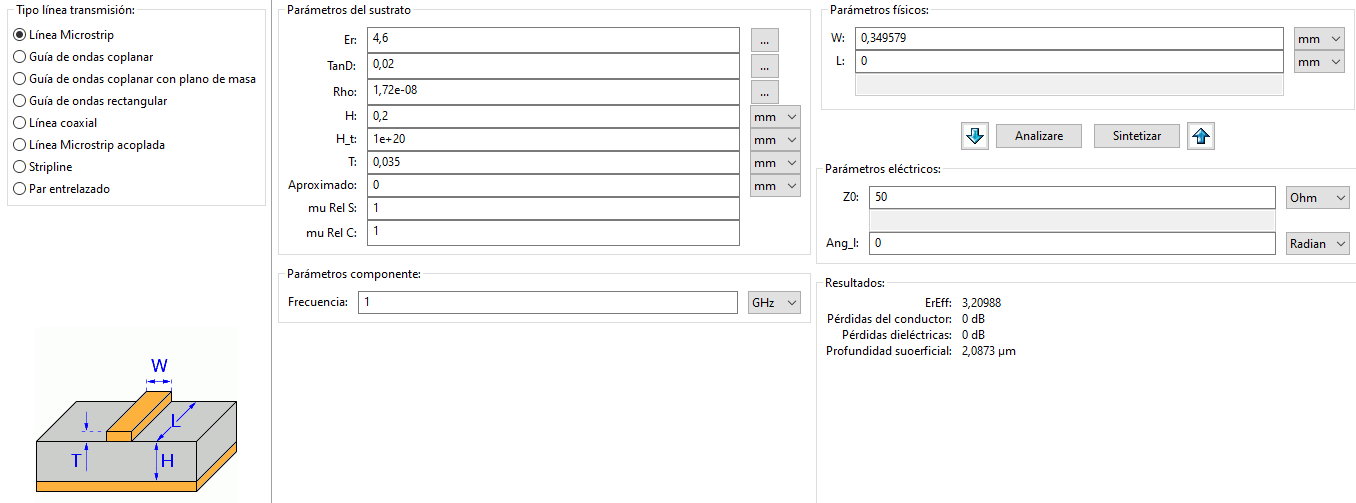 Tipo línea transmisión:
Línea Microstrip
Guía de ondas coplanar
Guía de ondas coplanar con plano de masa
Guía de ondas rectangular
Línea coaxial
Línea Microstrip acoplada
Stripline
Par entrelazado
W
L
T
H
Parámetros del sustrato
Er: 4,6 ...
TanD: 0,02 ...
Rho: 1,72e-08 ...
H: 0,2 mm
H_t: 1e+20 mm
T: 0,035 mm
Aproximado: 0 mm
mu Rel S: 1
mu Rel C: 1
Parámetros componente:
Frecuencia: 1 GHz
Parámetros físicos:
W: 0,349579 mm
L: 0 mm
Analizare Sintetizar
Parámetros eléctricos:
Z0: 50 Ohm
Ang_l: 0 Radian
Resultados:
ErEff: 3,20988
Pérdidas del conductor: 0 dB
Pérdidas dieléctricas: 0 dB
Profundidad suoerficial: 2,0873 µm